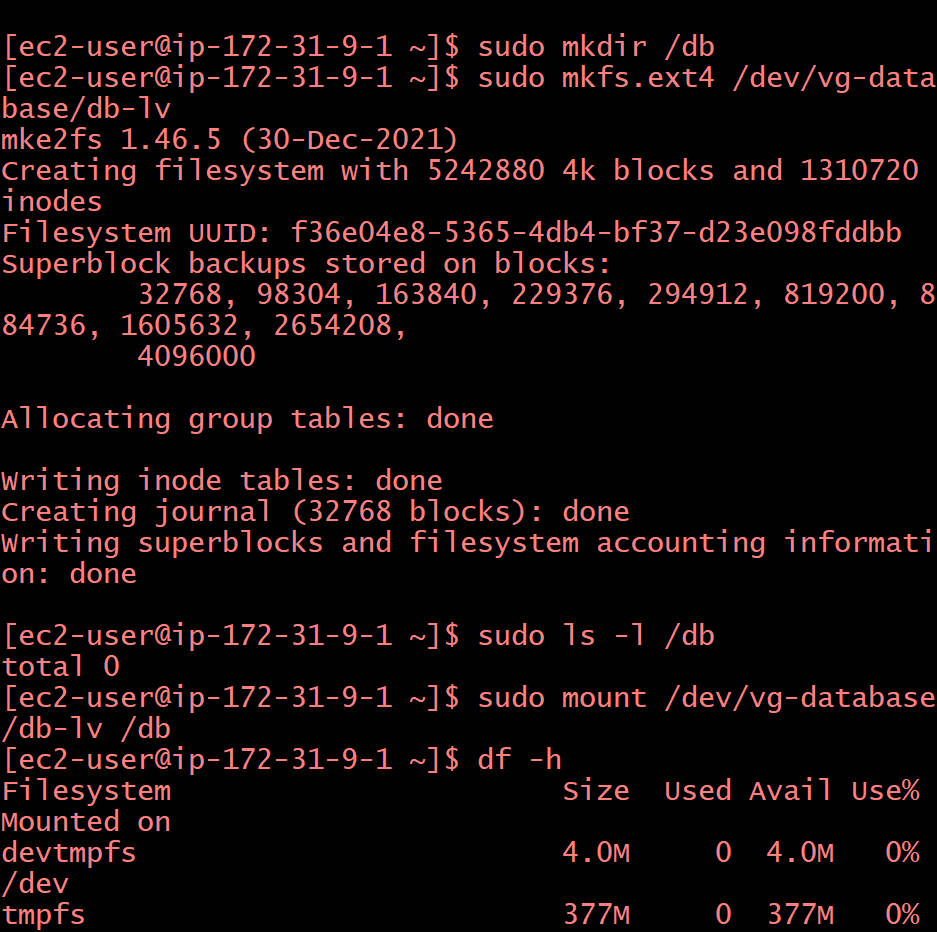 [ec2-user@ip-172-31-9-1 ~]$ sudo mkdir /db
[ec2-user@ip-172-31-9-1 ~]$ sudo mkfs.ext4 /dev/vg-data
base/db-lv
mke2fs 1.46.5 (30-Dec-2021)
Creating filesystem with 5242880 4k blocks and 1310720
inodes
Filesystem UUID: f36e04e8-5365-4db4-bf37-d23e098fddbb
Superblock backups stored on blocks:
        32768, 98304, 163840, 229376, 294912, 819200, 8
84736, 1605632, 2654208,
        4096000

Allocating group tables: done

Writing inode tables: done
Creating journal (32768 blocks): done
Writing superblocks and filesystem accounting informati
on: done

[ec2-user@ip-172-31-9-1 ~]$ sudo ls -l /db
total 0
[ec2-user@ip-172-31-9-1 ~]$ sudo mount /dev/vg-database
/db-lv /db
[ec2-user@ip-172-31-9-1 ~]$ df -h
Filesystem                       Size  Used Avail Use%
Mounted on
devtmpfs                         4.0M     0  4.0M   0%
/dev
tmpfs                            377M     0  377M   0%